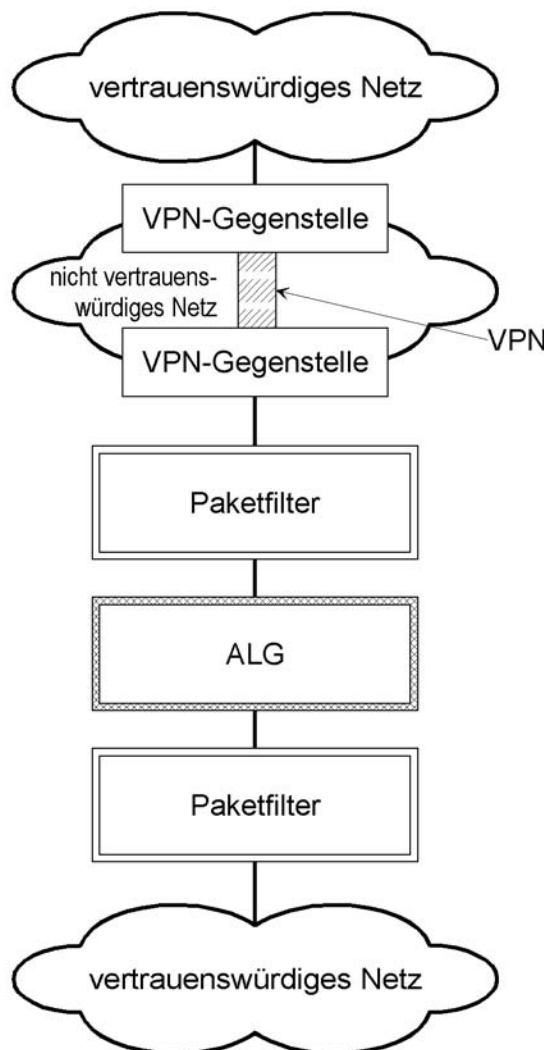 vertrauenswürdiges Netz
VPN-Gegenstelle
nicht vertrauens-
würdiges Netz
VPN
VPN-Gegenstelle
Paketfilter
ALG
Paketfilter
vertrauenswürdiges Netz